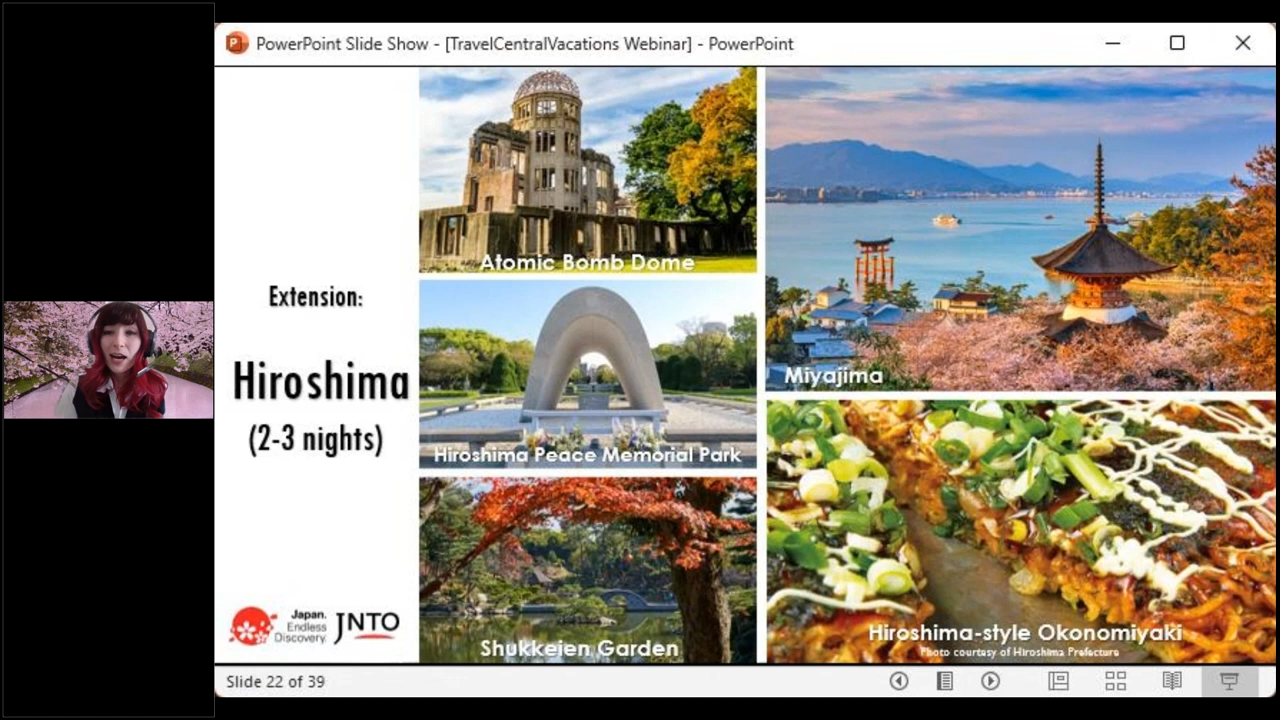 PowerPoint Slide Show - [TravelCentralVacations Webinar] - PowerPoint
Extension:
Hiroshima
(2-3 nights)
Atomic Bomb Dome
Hiroshima Peace Memorial Park
Shukkeien Garden
Miyajima
Hiroshima-style Okonomiyaki
Photo courtesy of Hiroshima Prefecture
Japan.
Endless
Discovery.
JNTO
Slide 22 of 39